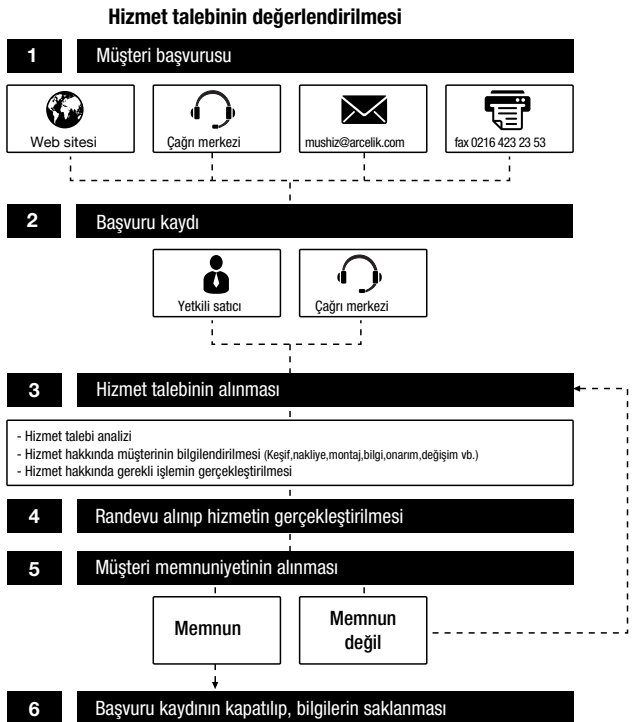 Hizmet talebinin değerlendirilmesi
1 Müşteri başvurusu
Web sitesi
Çağrı merkezi
mushiz@arcelik.com
fax 0216 423 23 53
2 Başvuru kaydı
Yetkili satıcı
Çağrı merkezi
3 Hizmet talebinin alınması
- Hizmet talebi analizi
- Hizmet hakkında müşterinin bilgilendirilmesi (Keşif,nakliye,montaj,bilgi,onarım,değişim vb.)
- Hizmet hakkında gerekli işlemin gerçekleştirilmesi
4 Randevu alınıp hizmetin gerçekleştirilmesi
5 Müşteri memnuniyetinin alınması
Memnun
Memnun
değil
6 Başvuru kaydının kapatılıp, bilgilerin saklanması